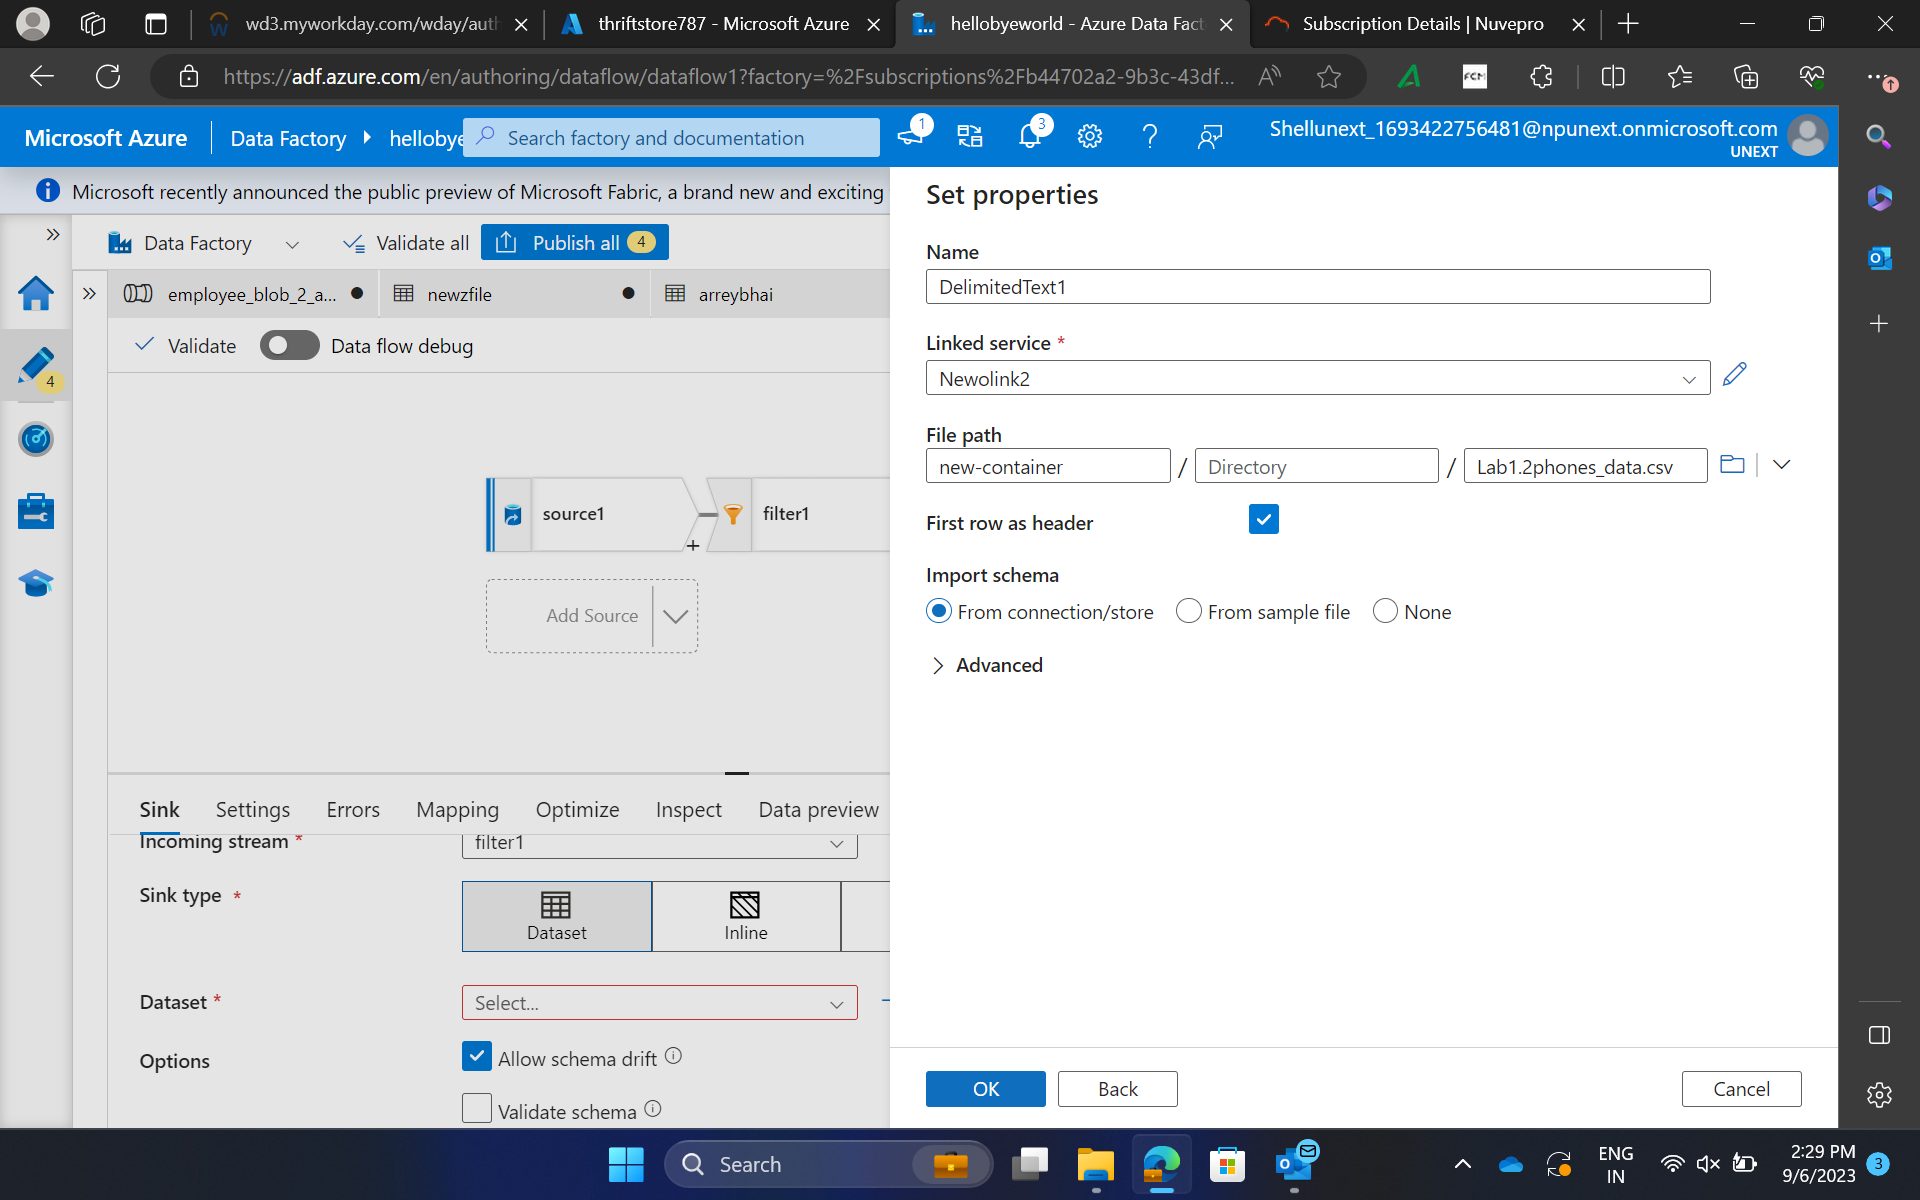 wd3.myworkday.com/wday/auth
thriftstore787 - Microsoft Azure
hellobyeworld - Azure Data Fact
Subscription Details | Nuvepro
https://adf.azure.com/en/authoring/dataflow/dataflow1?factory=%2Fsubscriptions%2Fb44702a2-9b3c-43df...
FCM
Microsoft Azure
Data Factory
hellobye
Search factory and documentation
1
3
Shellunext_1693422756481@npunext.onmicrosoft.com
UNEXT
Microsoft recently announced the public preview of Microsoft Fabric, a brand new and exciting
Data Factory
Validate all
Publish all 4
employee_blob_2_a...
newzfile
arreybhai
Validate
Data flow debug
4
source1
filter1
Add Source
Sink
Settings
Errors
Mapping
Optimize
Inspect
Data preview
Incoming stream *
filter1
Sink type *
Dataset
Inline
Dataset *
Select...
Options
Allow schema drift
Validate schema
Set properties
Name
DelimitedText1
Linked service *
Newolink2
File path
new-container / Directory / Lab1.2phones_data.csv
First row as header
Import schema
From connection/store
From sample file
None
Advanced
OK
Back
Cancel
Search
ENG
IN
2:29 PM
9/6/2023
3